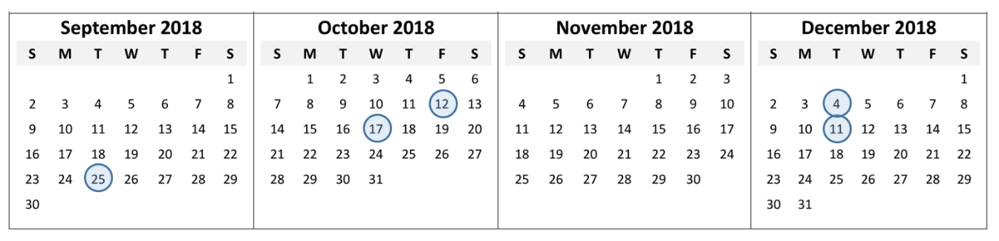 September 2018
S M T W T F S
1
2 3 4 5 6 7 8
9 10 11 12 13 14 15
16 17 18 19 20 21 22
23 24 25 26 27 28 29
30
October 2018
S M T W T F S
1 2 3 4 5 6
7 8 9 10 11 12 13
14 15 16 17 18 19 20
21 22 23 24 25 26 27
28 29 30 31
November 2018
S M T W T F S
1 2 3
4 5 6 7 8 9 10
11 12 13 14 15 16 17
18 19 20 21 22 23 24
25 26 27 28 29 30
December 2018
S M T W T F S
1
2 3 4 5 6 7 8
9 10 11 12 13 14 15
16 17 18 19 20 21 22
23 24 25 26 27 28 29
30 31